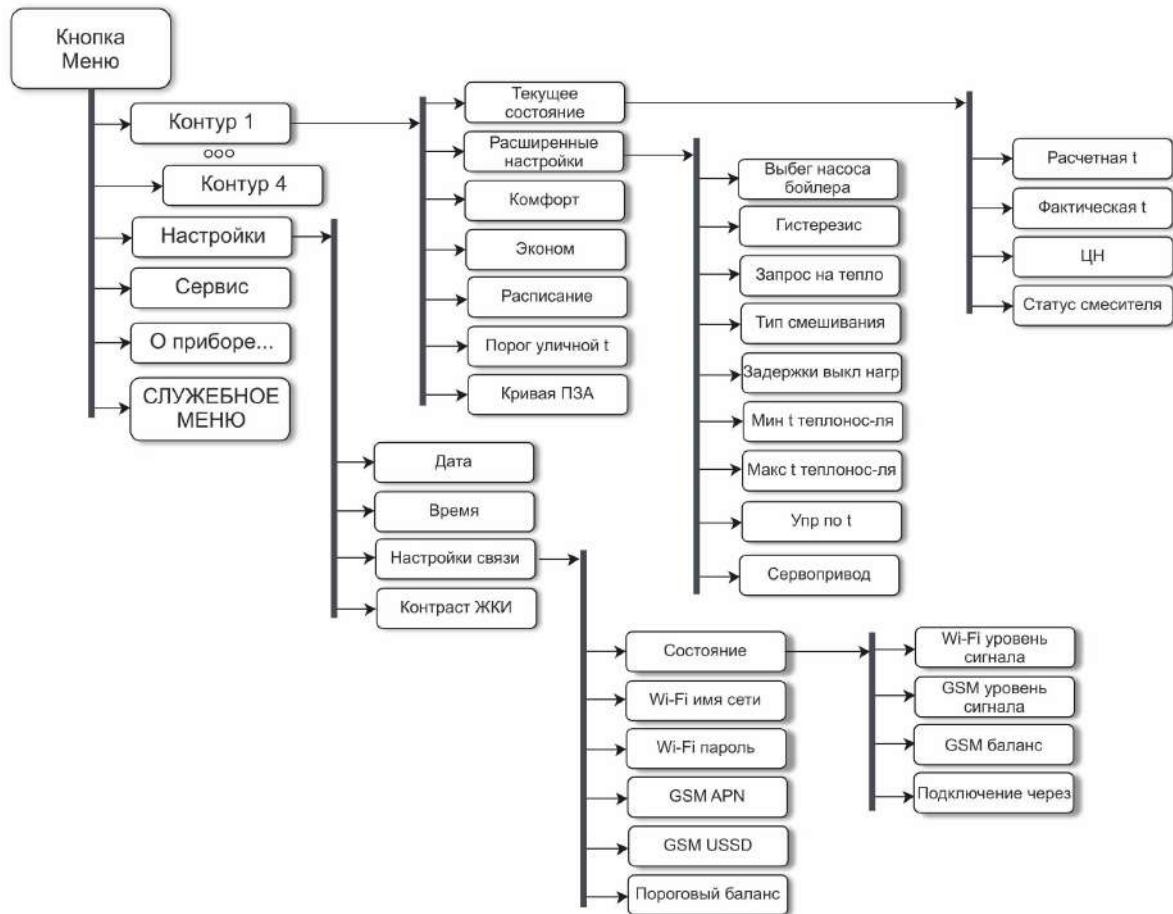 Кнопка
Меню
Контур 1
ооо
Контур 4
Настройки
Сервис
О приборе...
СЛУЖЕБНОЕ
МЕНЮ
Текущее
состояние
Расширенные
настройки
Комфорт
Эконом
Расписание
Порог уличной t
Кривая ПЗА
Расчетная t
Фактическая t
ЦН
Статус смесителя
Выбег насоса
бойлера
Гистерезис
Запрос на тепло
Тип смешивания
Задержки выкл нагр
Мин t теплонос-ля
Макс t теплонос-ля
Упр по t
Сервопривод
Дата
Время
Настройки связи
Контраст ЖКИ
Состояние
Wi-Fi имя сети
Wi-Fi пароль
GSM APN
GSM USSD
Пороговый баланс
Wi-Fi уровень
сигнала
GSM уровень
сигнала
GSM баланс
Подключение через